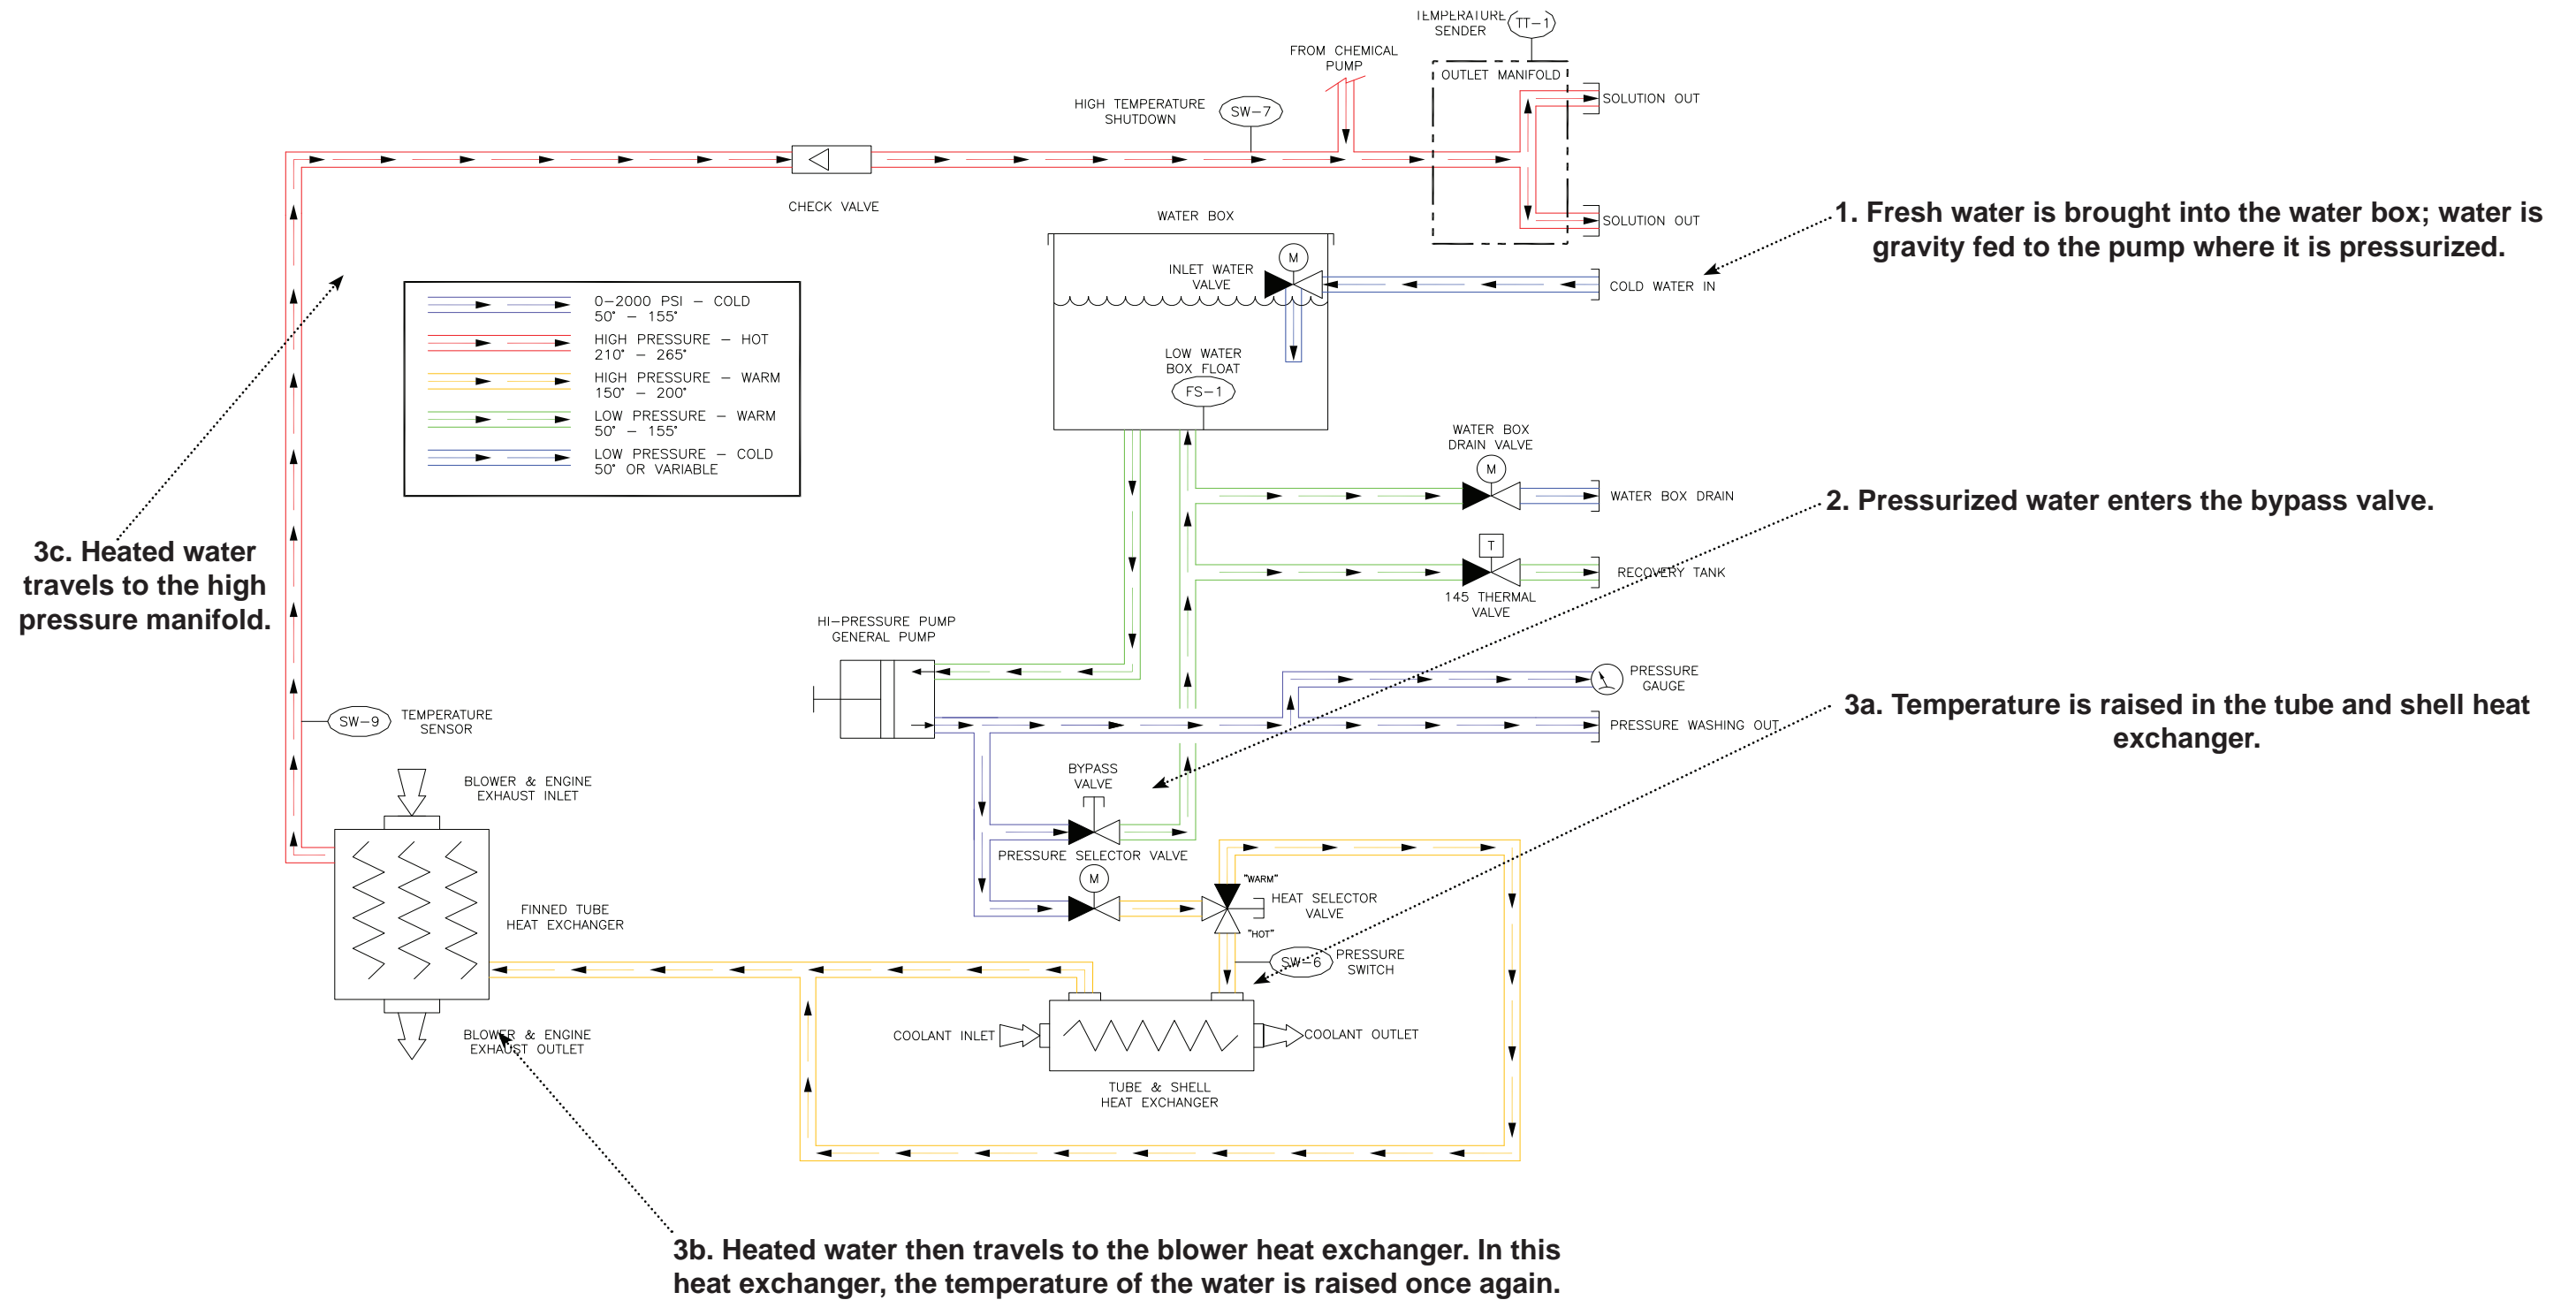 TEMPERATURE
SENDER
TT-1
FROM CHEMICAL
PUMP
OUTLET MANIFOLD
HIGH TEMPERATURE
SHUTDOWN
SW-7
SOLUTION OUT
CHECK VALVE
WATER BOX
SOLUTION OUT
1. Fresh water is brought into the water box; water is
gravity fed to the pump where it is pressurized.
M
INLET WATER
VALVE
COLD WATER IN
0-2000 PSI - COLD
50° - 155°
HIGH PRESSURE - HOT
210° - 265°
HIGH PRESSURE - WARM
150° - 200°
LOW PRESSURE - WARM
50° - 155°
LOW PRESSURE - COLD
50° OR VARIABLE
LOW WATER
BOX FLOAT
FS-1
WATER BOX
DRAIN VALVE
M
WATER BOX DRAIN
2. Pressurized water enters the bypass valve.
3c. Heated water
travels to the high
pressure manifold.
T
RECOVERY TANK
145 THERMAL
VALVE
HI-PRESSURE PUMP
GENERAL PUMP
PRESSURE
GAUGE
3a. Temperature is raised in the tube and shell heat
exchanger.
SW-9
TEMPERATURE
SENSOR
PRESSURE WASHING OUT
BLOWER & ENGINE
EXHAUST INLET
BYPASS
VALVE
PRESSURE SELECTOR VALVE
M
"WARM"
HEAT SELECTOR
VALVE
"HOT"
FINNED TUBE
HEAT EXCHANGER
SW-6
PRESSURE
SWITCH
BLOWER & ENGINE
EXHAUST OUTLET
COOLANT INLET
COOLANT OUTLET
TUBE & SHELL
HEAT EXCHANGER
3b. Heated water then travels to the blower heat exchanger. In this
heat exchanger, the temperature of the water is raised once again.